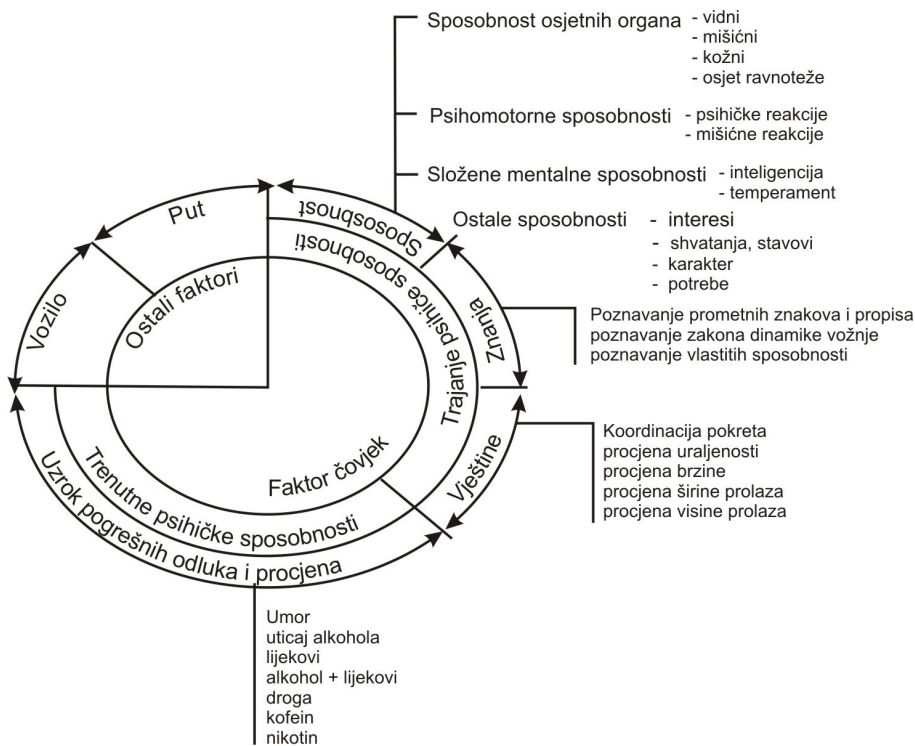 Sposobnost osjetnih organa
- vidni
- mišićni
- kožni
- osjet ravnoteže
Psihomotorne sposobnosti
- psihičke reakcije
- mišićne reakcije
Složene mentalne sposobnosti
- inteligencija
- temperament
Ostale sposobnosti
- interesi
- shvatanja, stavovi
- karakter
- potrebe
Put
Sposobnost
Vozilo
Ostali faktori
Trajanje psihiče sposobnosti
Znanja
Poznavanje prometnih znakova i propisa
poznavanje zakona dinamike vožnje
poznavanje vlastitih sposobnosti
Faktor čovjek
Vještine
Koordinacija pokreta
procjena uraljenosti
procjena brzine
procjena širine prolaza
procjena visine prolaza
Trenutne psihičke sposobnosti
Uzrok pogrešnih odluka i procjena
Umor
uticaj alkohola
lijekovi
alkohol + lijekovi
droga
kofein
nikotin